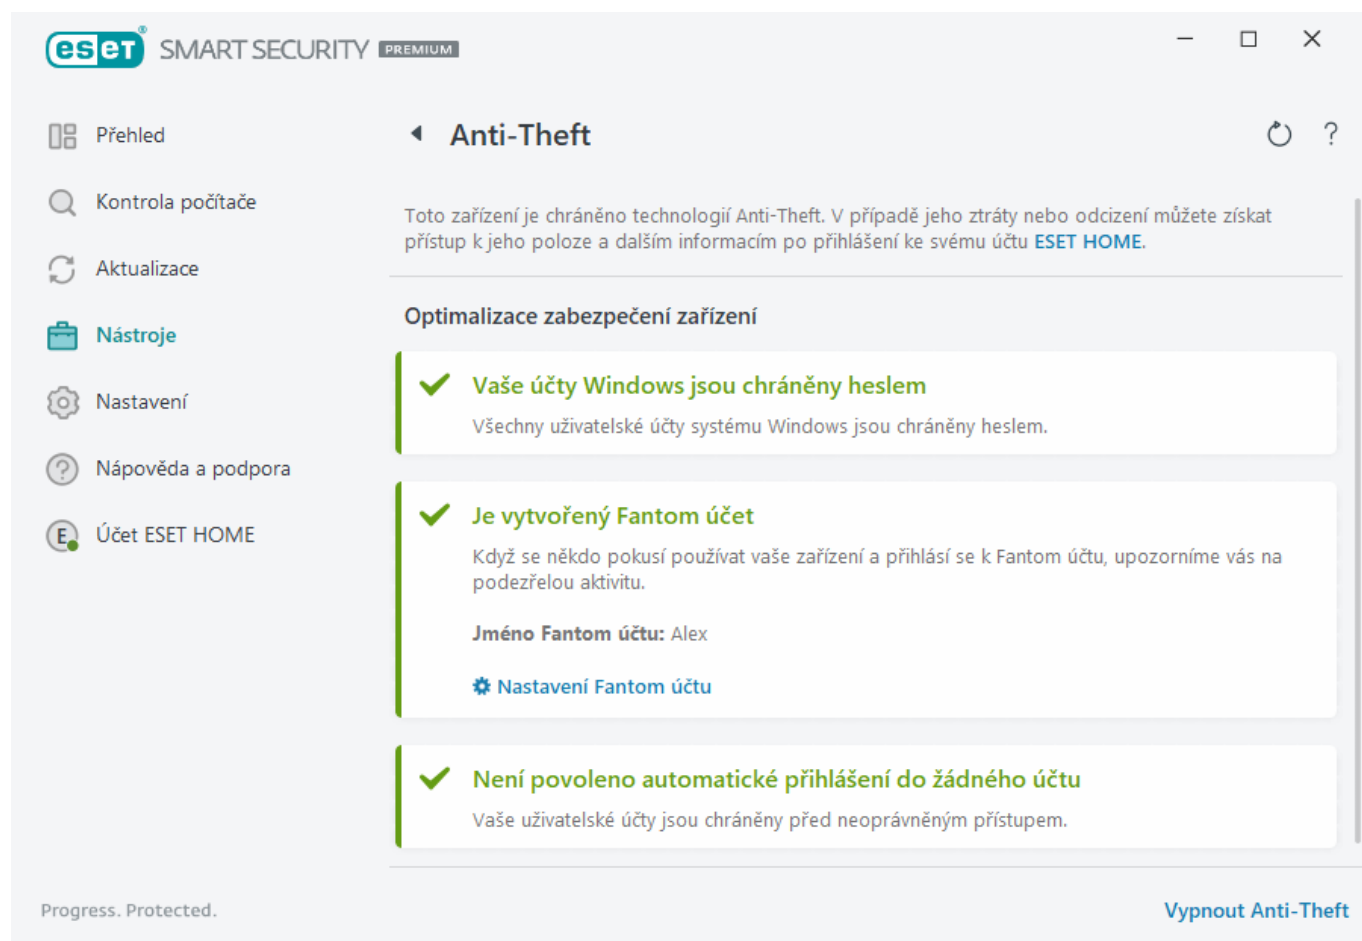 eset® SMART SECURITY PREMIUM
Přehled
Kontrola počítače
Aktualizace
Nástroje
Nastavení
Nápověda a podpora
E Účet ESET HOME
Anti-Theft
?
Toto zařízení je chráněno technologií Anti-Theft. V případě jeho ztráty nebo odcizení můžete získat
přístup k jeho poloze a dalším informacím po přihlášení ke svému účtu ESET HOME.
Optimalizace zabezpečení zařízení
Vaše účty Windows jsou chráněny heslem
Všechny uživatelské účty systému Windows jsou chráněny heslem.
Je vytvořený Fantom účet
Když se někdo pokusí používat vaše zařízení a přihlásí se k Fantom účtu, upozorníme vás na
podezřelou aktivitu.
Jméno Fantom účtu: Alex
Nastavení Fantom účtu
Není povoleno automatické přihlášení do žádného účtu
Vaše uživatelské účty jsou chráněny před neoprávněným přístupem.
Progress. Protected.
Vypnout Anti-Theft